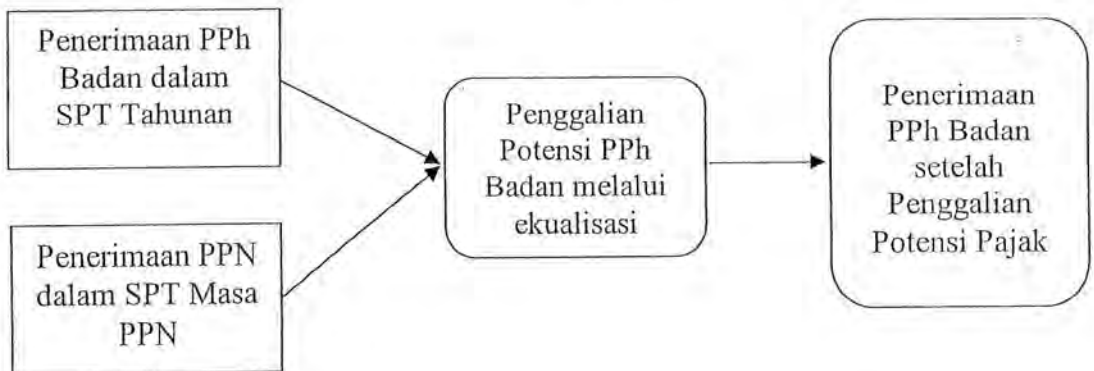 Penerimaan PPh
Badan dalam
SPT Tahunan
Penerimaan PPN
dalam SPT Masa
PPN
Penggalian
Potensi PPh
Badan melalui
ekualisasi
Penerimaan
PPh Badan
setelah
Penggalian
Potensi Pajak